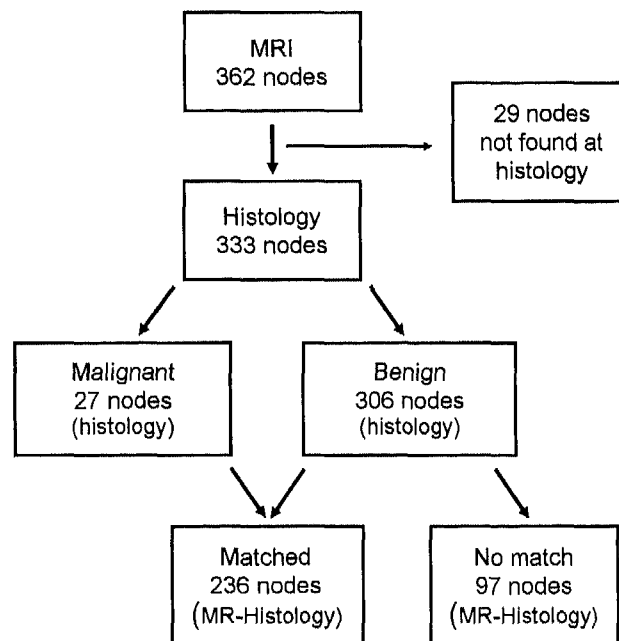 MRI
362 nodes
29 nodes
not found at
histology
Histology
333 nodes
Malignant
27 nodes
(histology)
Benign
306 nodes
(histology)
Matched
236 nodes
(MR-Histology)
No match
97 nodes
(MR-Histology)